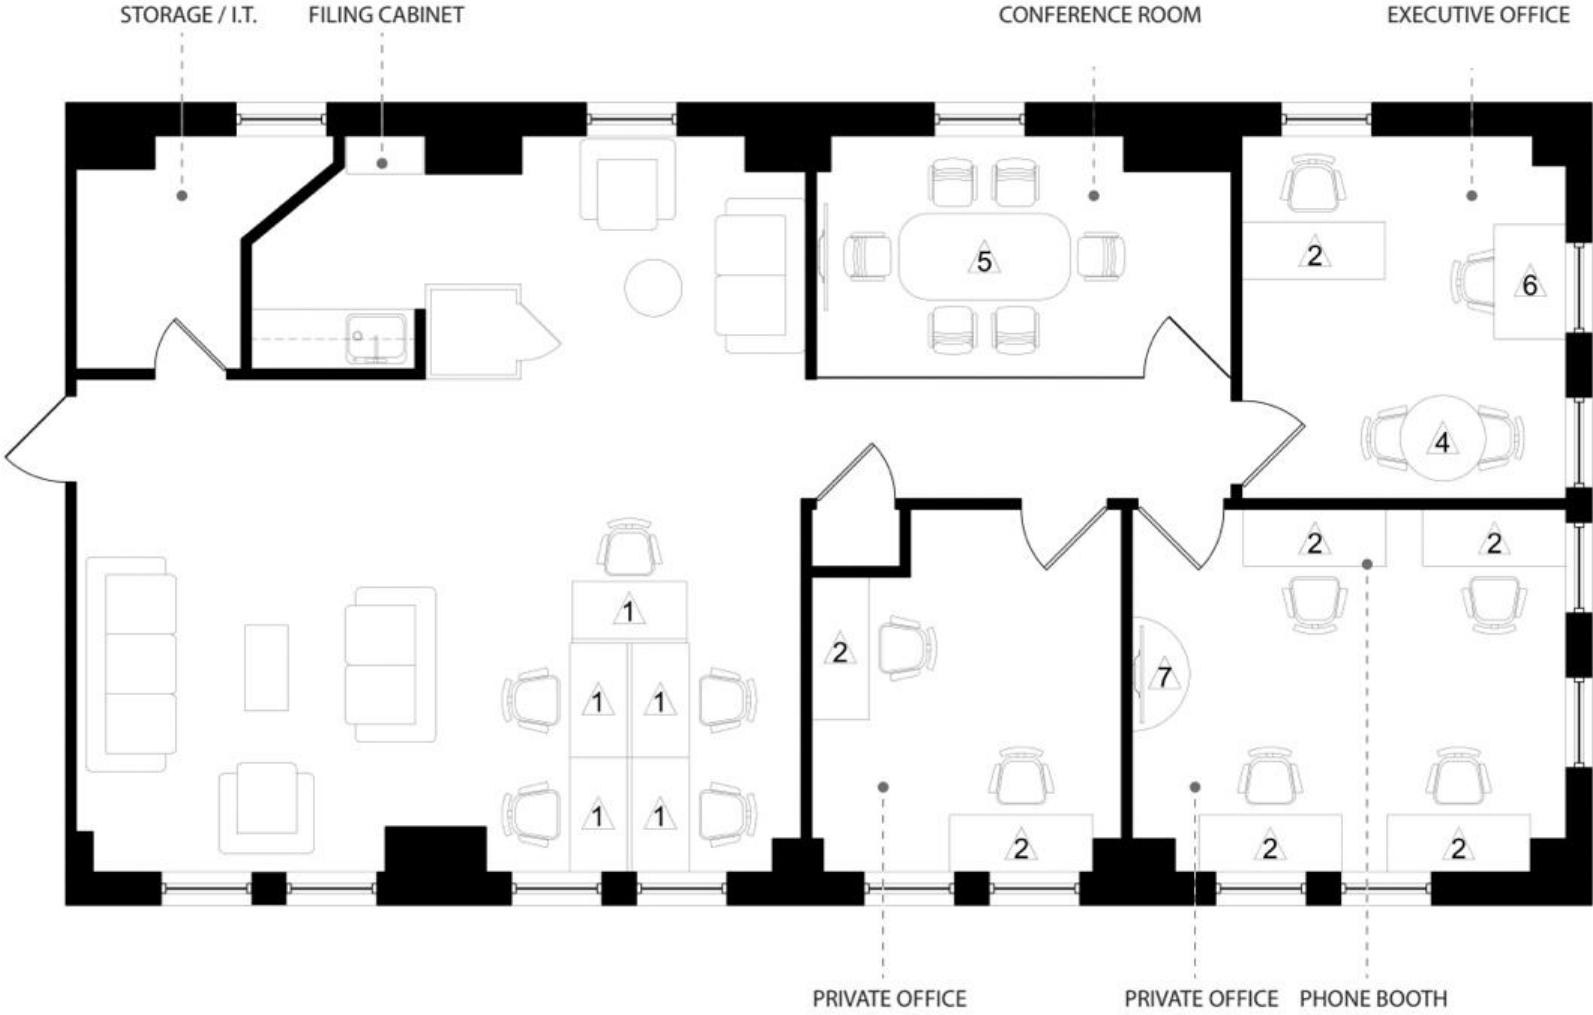 STORAGE / I.T.
FILING CABINET
CONFERENCE ROOM
EXECUTIVE OFFICE
5
2
6
4
1
1
1
1
1
2
2
2
2
7
2
2
PRIVATE OFFICE
PRIVATE OFFICE
PHONE BOOTH